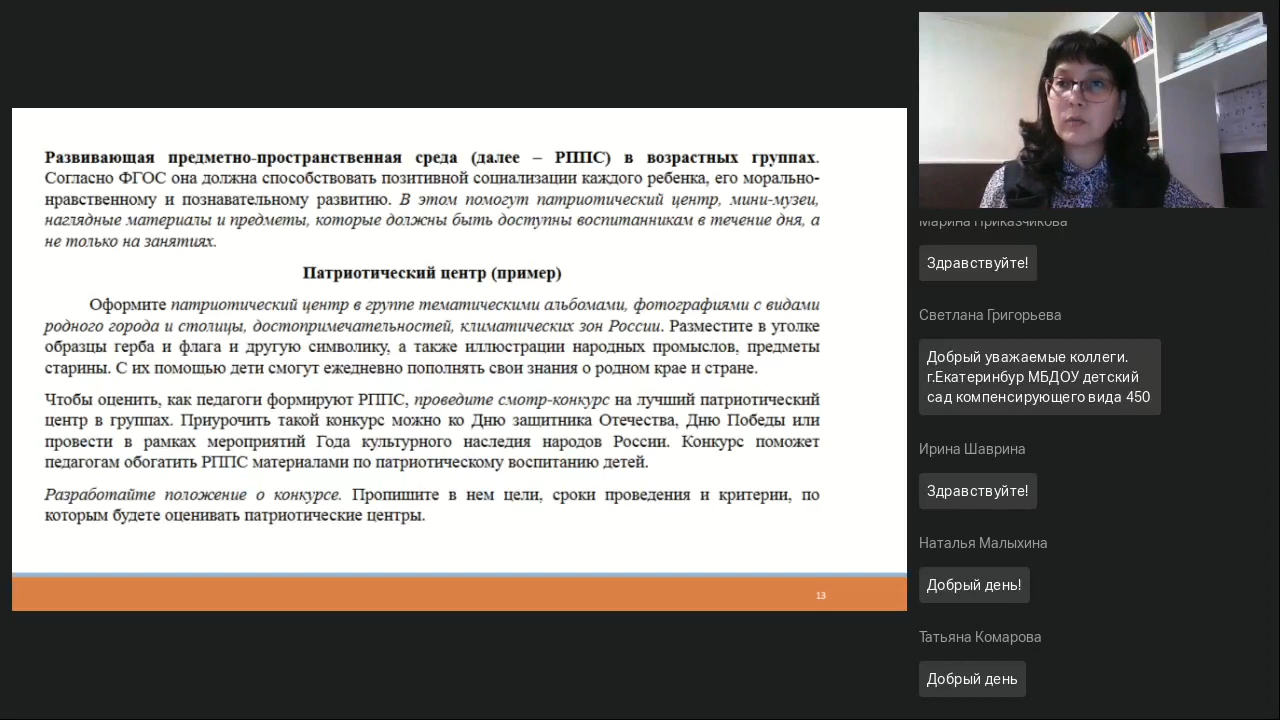 Развивающая предметно-пространственная среда (далее – РППС) в возрастных группах.
Согласно ФГОС она должна способствовать позитивной социализации каждого ребенка, его морально-
нравственному и познавательному развитию. В этом помогут патриотический центр, мини-музеи,
наглядные материалы и предметы, которые должны быть доступны воспитанникам в течение дня, а
не только на занятиях.
Патриотический центр (пример)
Оформите патриотический центр в группе тематическими альбомами, фотографиями с видами
родного города и столицы, достопримечательностей, климатических зон России. Разместите в уголке
образцы герба и флага и другую символику, а также иллюстрации народных промыслов, предметы
старины. С их помощью дети смогут ежедневно пополнять свои знания о родном крае и стране.
Чтобы оценить, как педагоги формируют РППС, проведите смотр-конкурс на лучший патриотический
центр в группах. Приурочить такой конкурс можно ко Дню защитника Отечества, Дню Победы или
провести в рамках мероприятий Года культурного наследия народов России. Конкурс поможет
педагогам обогатить РППС материалами по патриотическому воспитанию детей.
Разработайте положение о конкурсе. Пропишите в нем цели, сроки проведения и критерии, по
которым будете оценивать патриотические центры.
13
Марина Приказчикова
Здравствуйте!
Светлана Григорьева
Добрый уважаемые коллеги.
г.Екатеринбур МБДОУ детский
сад компенсирующего вида 450
Ирина Шаврина
Здравствуйте!
Наталья Малыхина
Добрый день!
Татьяна Комарова
Добрый день